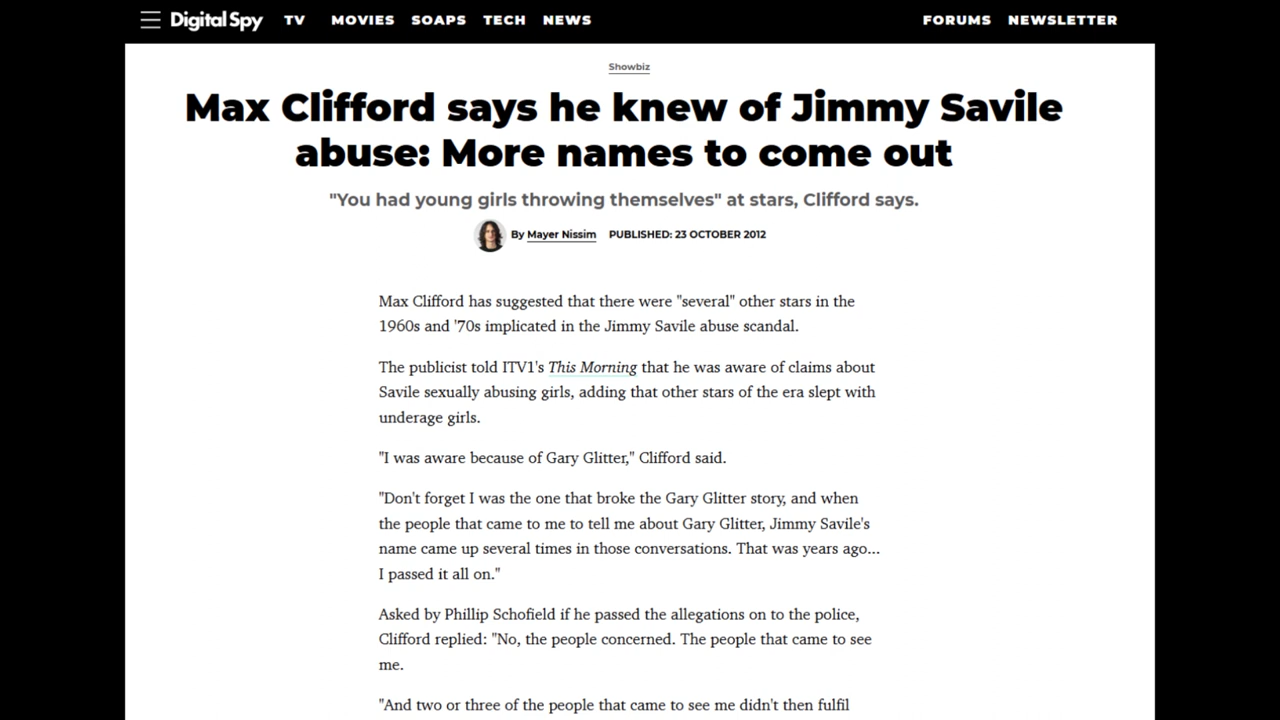 Digital Spy TV MOVIES SOAPS TECH NEWS FORUMS NEWSLETTER
Showbiz
Max Clifford says he knew of Jimmy Savile
abuse: More names to come out
"You had young girls throwing themselves" at stars, Clifford says.
By Mayer Nissim PUBLISHED: 23 OCTOBER 2012
Max Clifford has suggested that there were "several" other stars in the
1960s and '70s implicated in the Jimmy Savile abuse scandal.
The publicist told ITV1's This Morning that he was aware of claims about
Savile sexually abusing girls, adding that other stars of the era slept with
underage girls.
"I was aware because of Gary Glitter," Clifford said.
"Don't forget I was the one that broke the Gary Glitter story, and when
the people that came to me to tell me about Gary Glitter, Jimmy Savile's
name came up several times in those conversations. That was years ago...
I passed it all on."
Asked by Phillip Schofield if he passed the allegations on to the police,
Clifford replied: "No, the people concerned. The people that came to see
me.
"And two or three of the people that came to see me didn't then fulfil